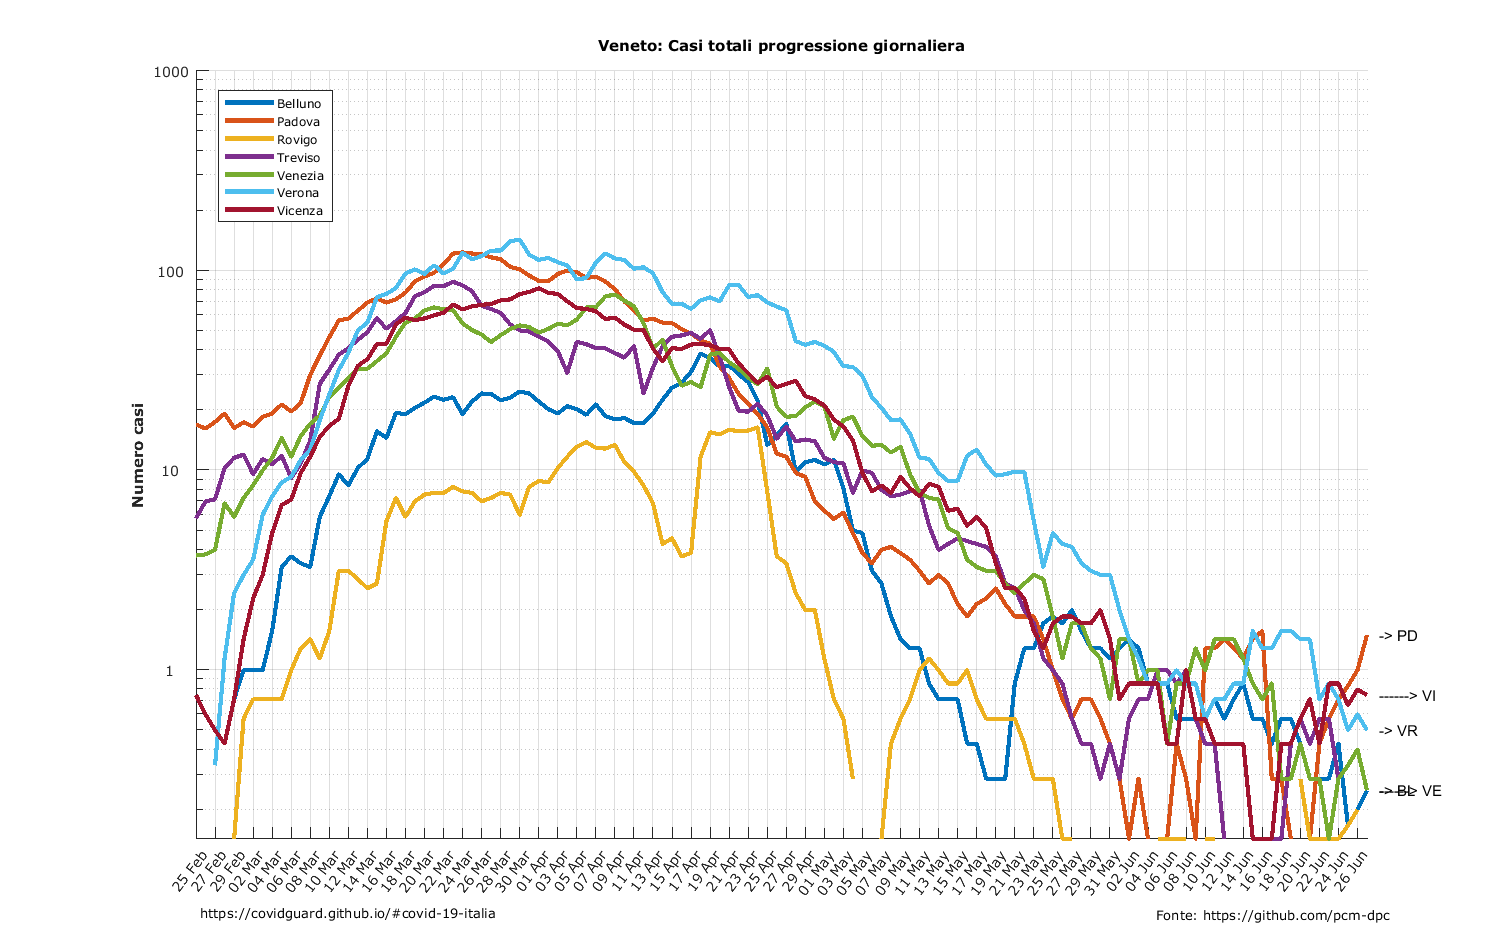 Veneto: Casi totali progressione giornaliera
Numero casi
1000
100
10
1
Belluno
Padova
Rovigo
Treviso
Venezia
Verona
Vicenza
-> PD
------> VI
-> VR
-> BL
------> VE
25 Feb
27 Feb
29 Feb
02 Mar
04 Mar
06 Mar
08 Mar
10 Mar
12 Mar
14 Mar
16 Mar
18 Mar
20 Mar
22 Mar
24 Mar
26 Mar
28 Mar
30 Mar
01 Apr
03 Apr
05 Apr
07 Apr
09 Apr
11 Apr
13 Apr
15 Apr
17 Apr
19 Apr
21 Apr
23 Apr
25 Apr
27 Apr
29 Apr
01 May
03 May
05 May
07 May
09 May
11 May
13 May
15 May
17 May
19 May
21 May
23 May
25 May
27 May
29 May
31 May
02 Jun
04 Jun
06 Jun
08 Jun
10 Jun
12 Jun
14 Jun
16 Jun
18 Jun
20 Jun
22 Jun
24 Jun
26 Jun
https://covidguard.github.io/#covid-19-italia
Fonte: https://github.com/pcm-dpc